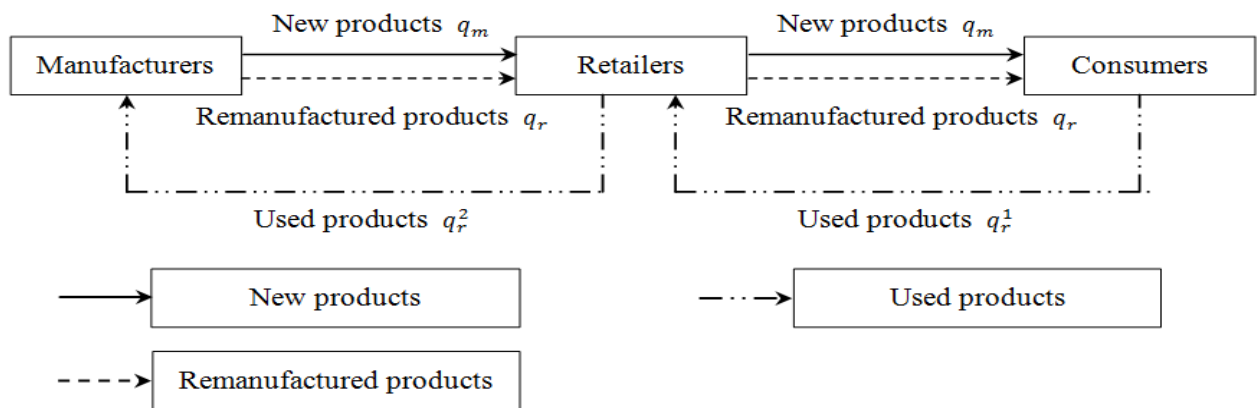 New products q_m
New products q_m
Manufacturers
Retailers
Consumers
Remanufactured products q_r
Remanufactured products q_r
Used products q_r^2
Used products q_r^1
New products
Used products
Remanufactured products